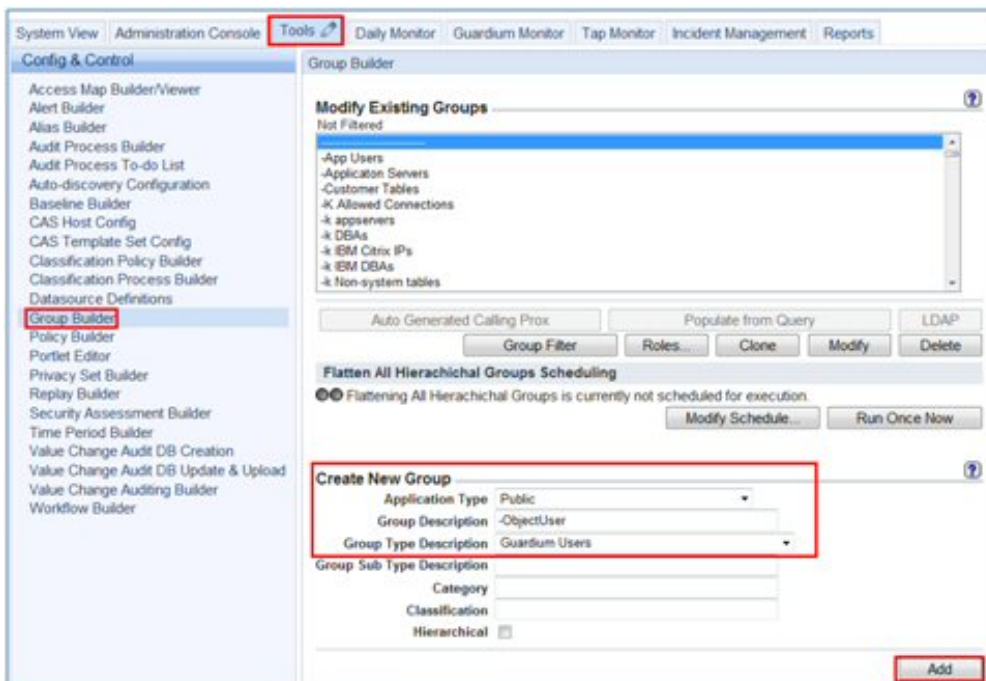 System View Administration Console Tools Daily Monitor Guardium Monitor Tap Monitor Incident Management Reports
Config & Control
Access Map Builder/Viewer
Alert Builder
Alias Builder
Audit Process Builder
Audit Process To-do List
Auto-discovery Configuration
Baseline Builder
CAS Host Config
CAS Template Set Config
Classification Policy Builder
Classification Process Builder
Datasource Definitions
Group Builder
Policy Builder
Portlet Editor
Privacy Set Builder
Replay Builder
Security Assessment Builder
Time Period Builder
Value Change Audit DB Creation
Value Change Audit DB Update & Upload
Value Change Auditing Builder
Workflow Builder
Group Builder
Modify Existing Groups
?
Not Filtered
-App Users
-Applicaton Servers
-Customer Tables
-K Allowed Connections
-k appservers
-k DBAs
-k IBM Citrix IPs
-k IBM DBAs
-k Non-system tables
Auto Generated Calling Prox Populate from Query LDAP
Group Filter Roles... Clone Modify Delete
Flatten All Hierachichal Groups Scheduling
Flattening All Hierachichal Groups is currently not scheduled for execution.
Modify Schedule... Run Once Now
Create New Group
?
Application Type Public
Group Description -ObjectUser
Group Type Description Guardium Users
Group Sub Type Description
Category
Classification
Hierarchical
Add